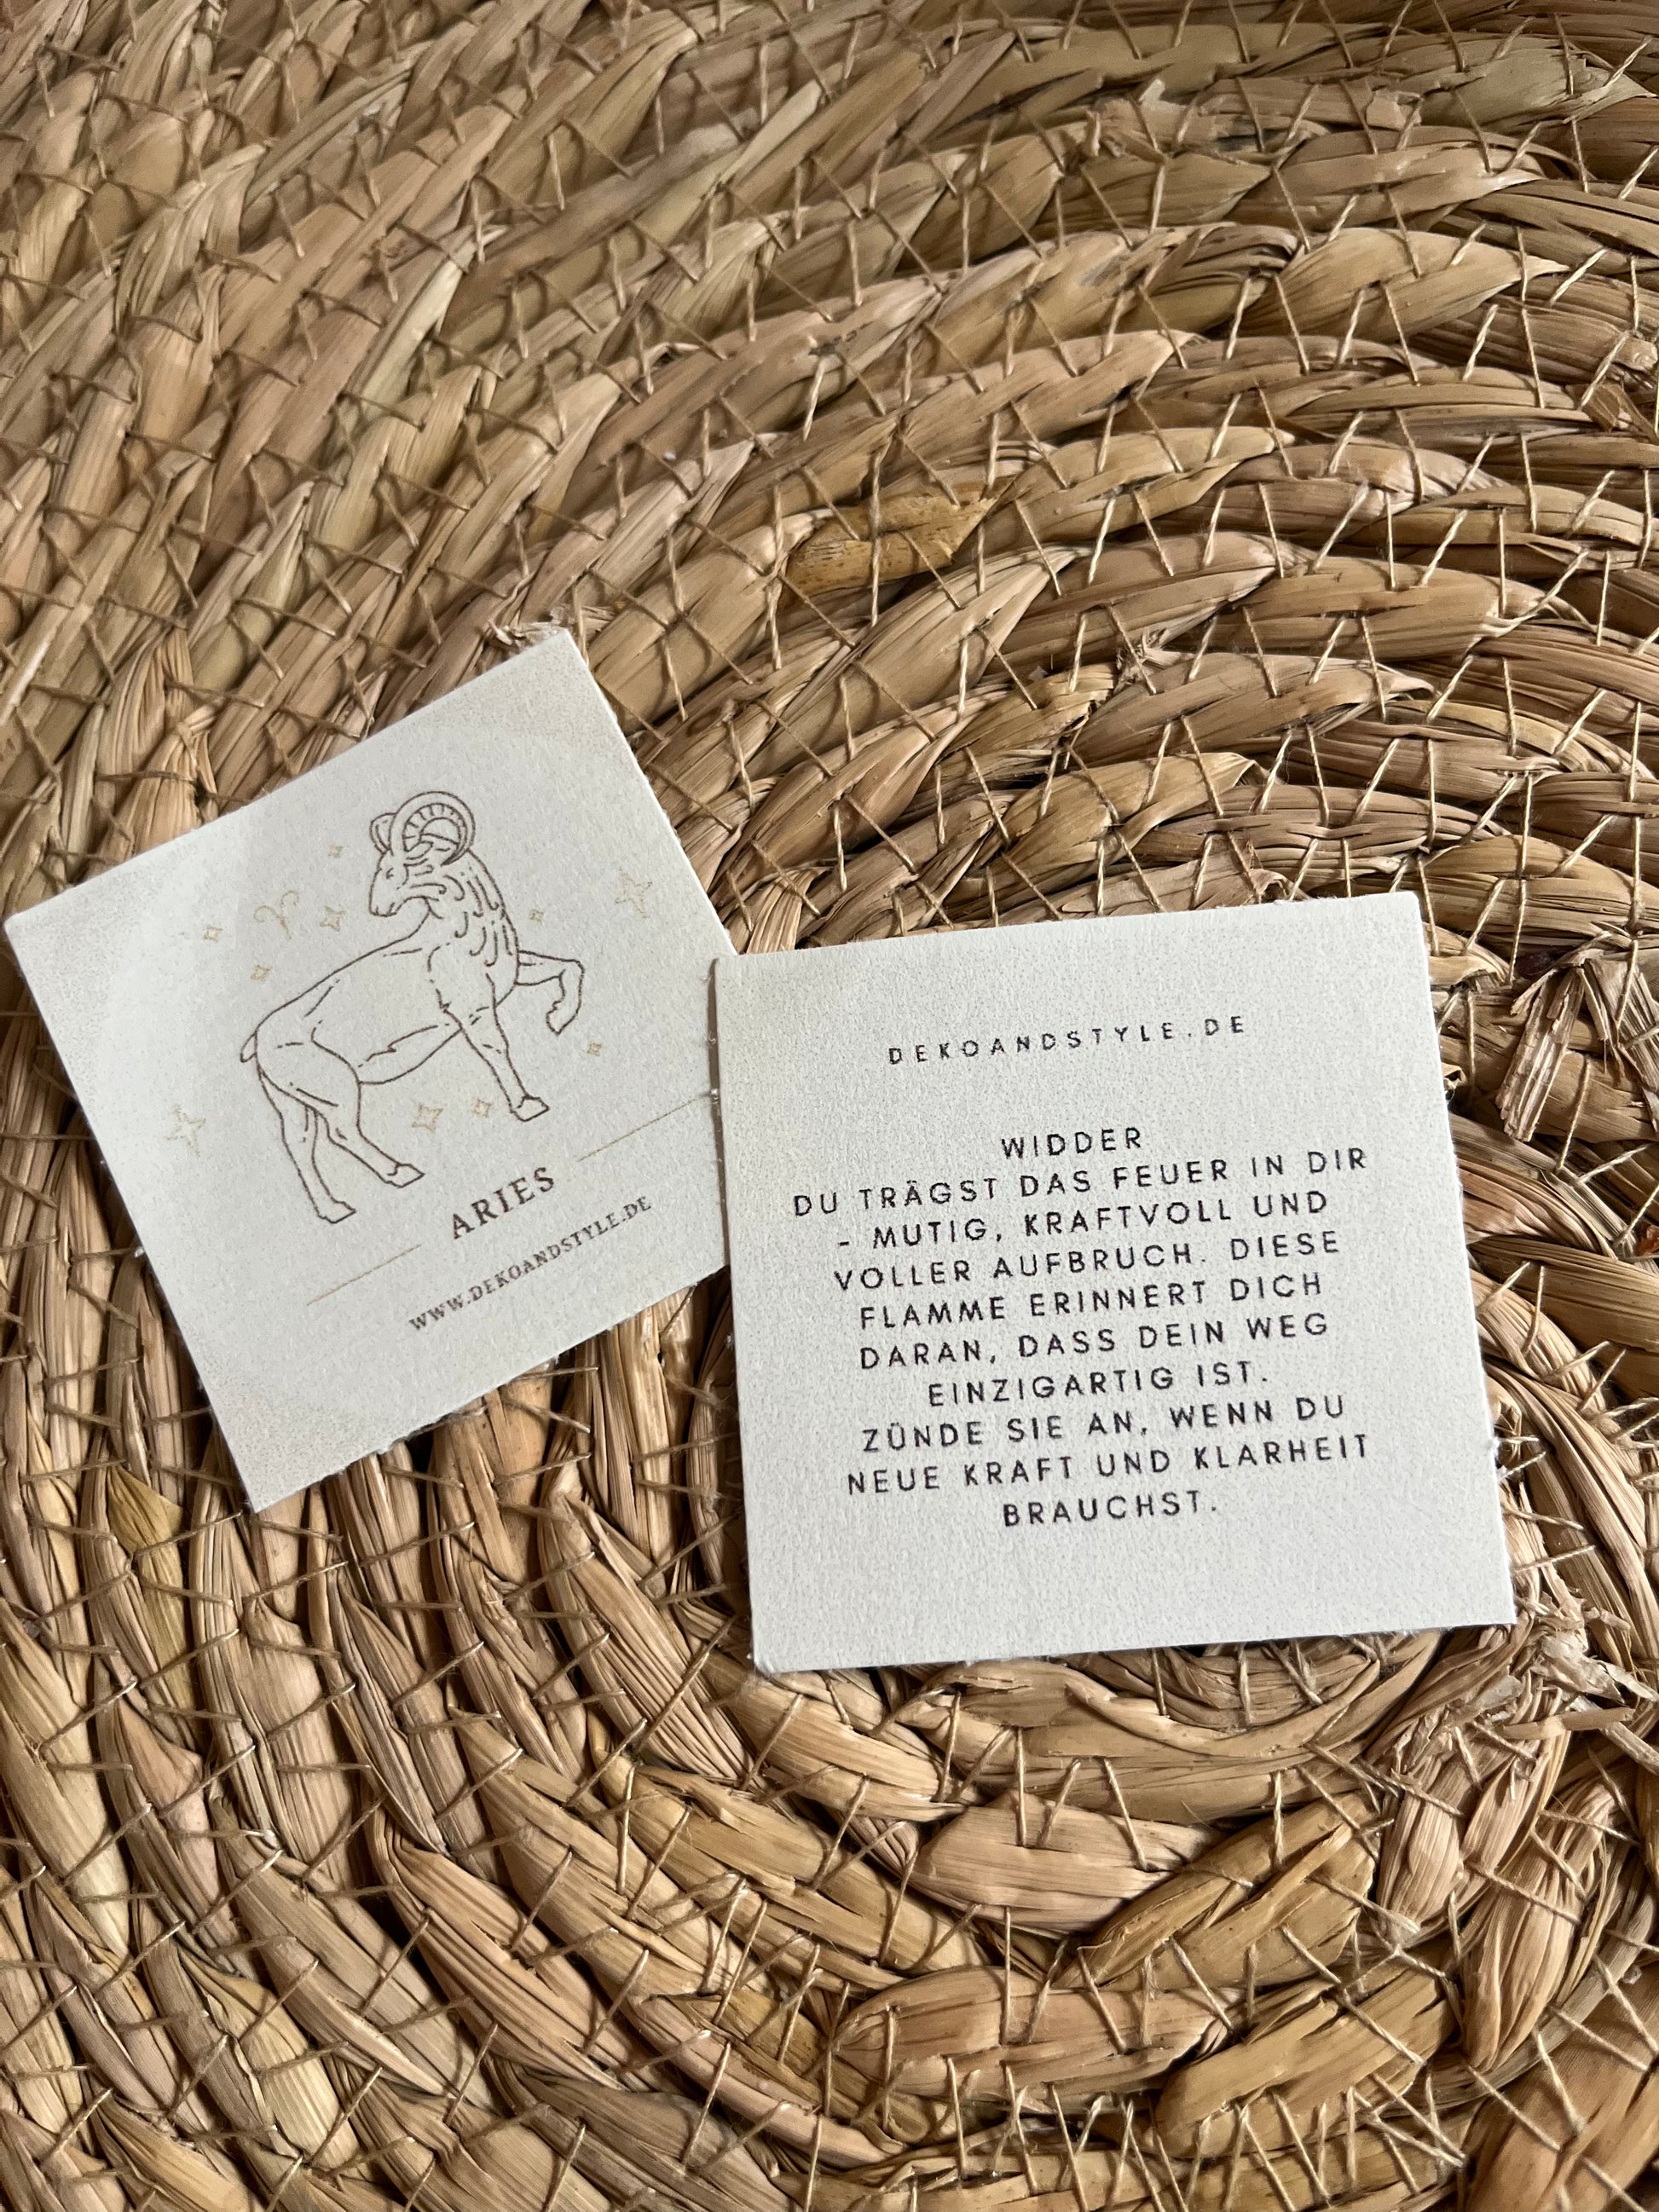 ARIES
WWW.DEKOANDSTYLE.DE
DEKOANDSTYLE.DE
WIDDER
DU TRÄGST DAS FEUER IN DIR
- MUTIG, KRAFTVOLL UND
VOLLER AUFBRUCH. DIESE
FLAMME ERINNERT DICH
DARAN, DASS DEIN WEG
EINZIGARTIG IST.
ZÜNDE SIE AN, WENN DU
NEUE KRAFT UND KLARHEIT
BRAUCHST.